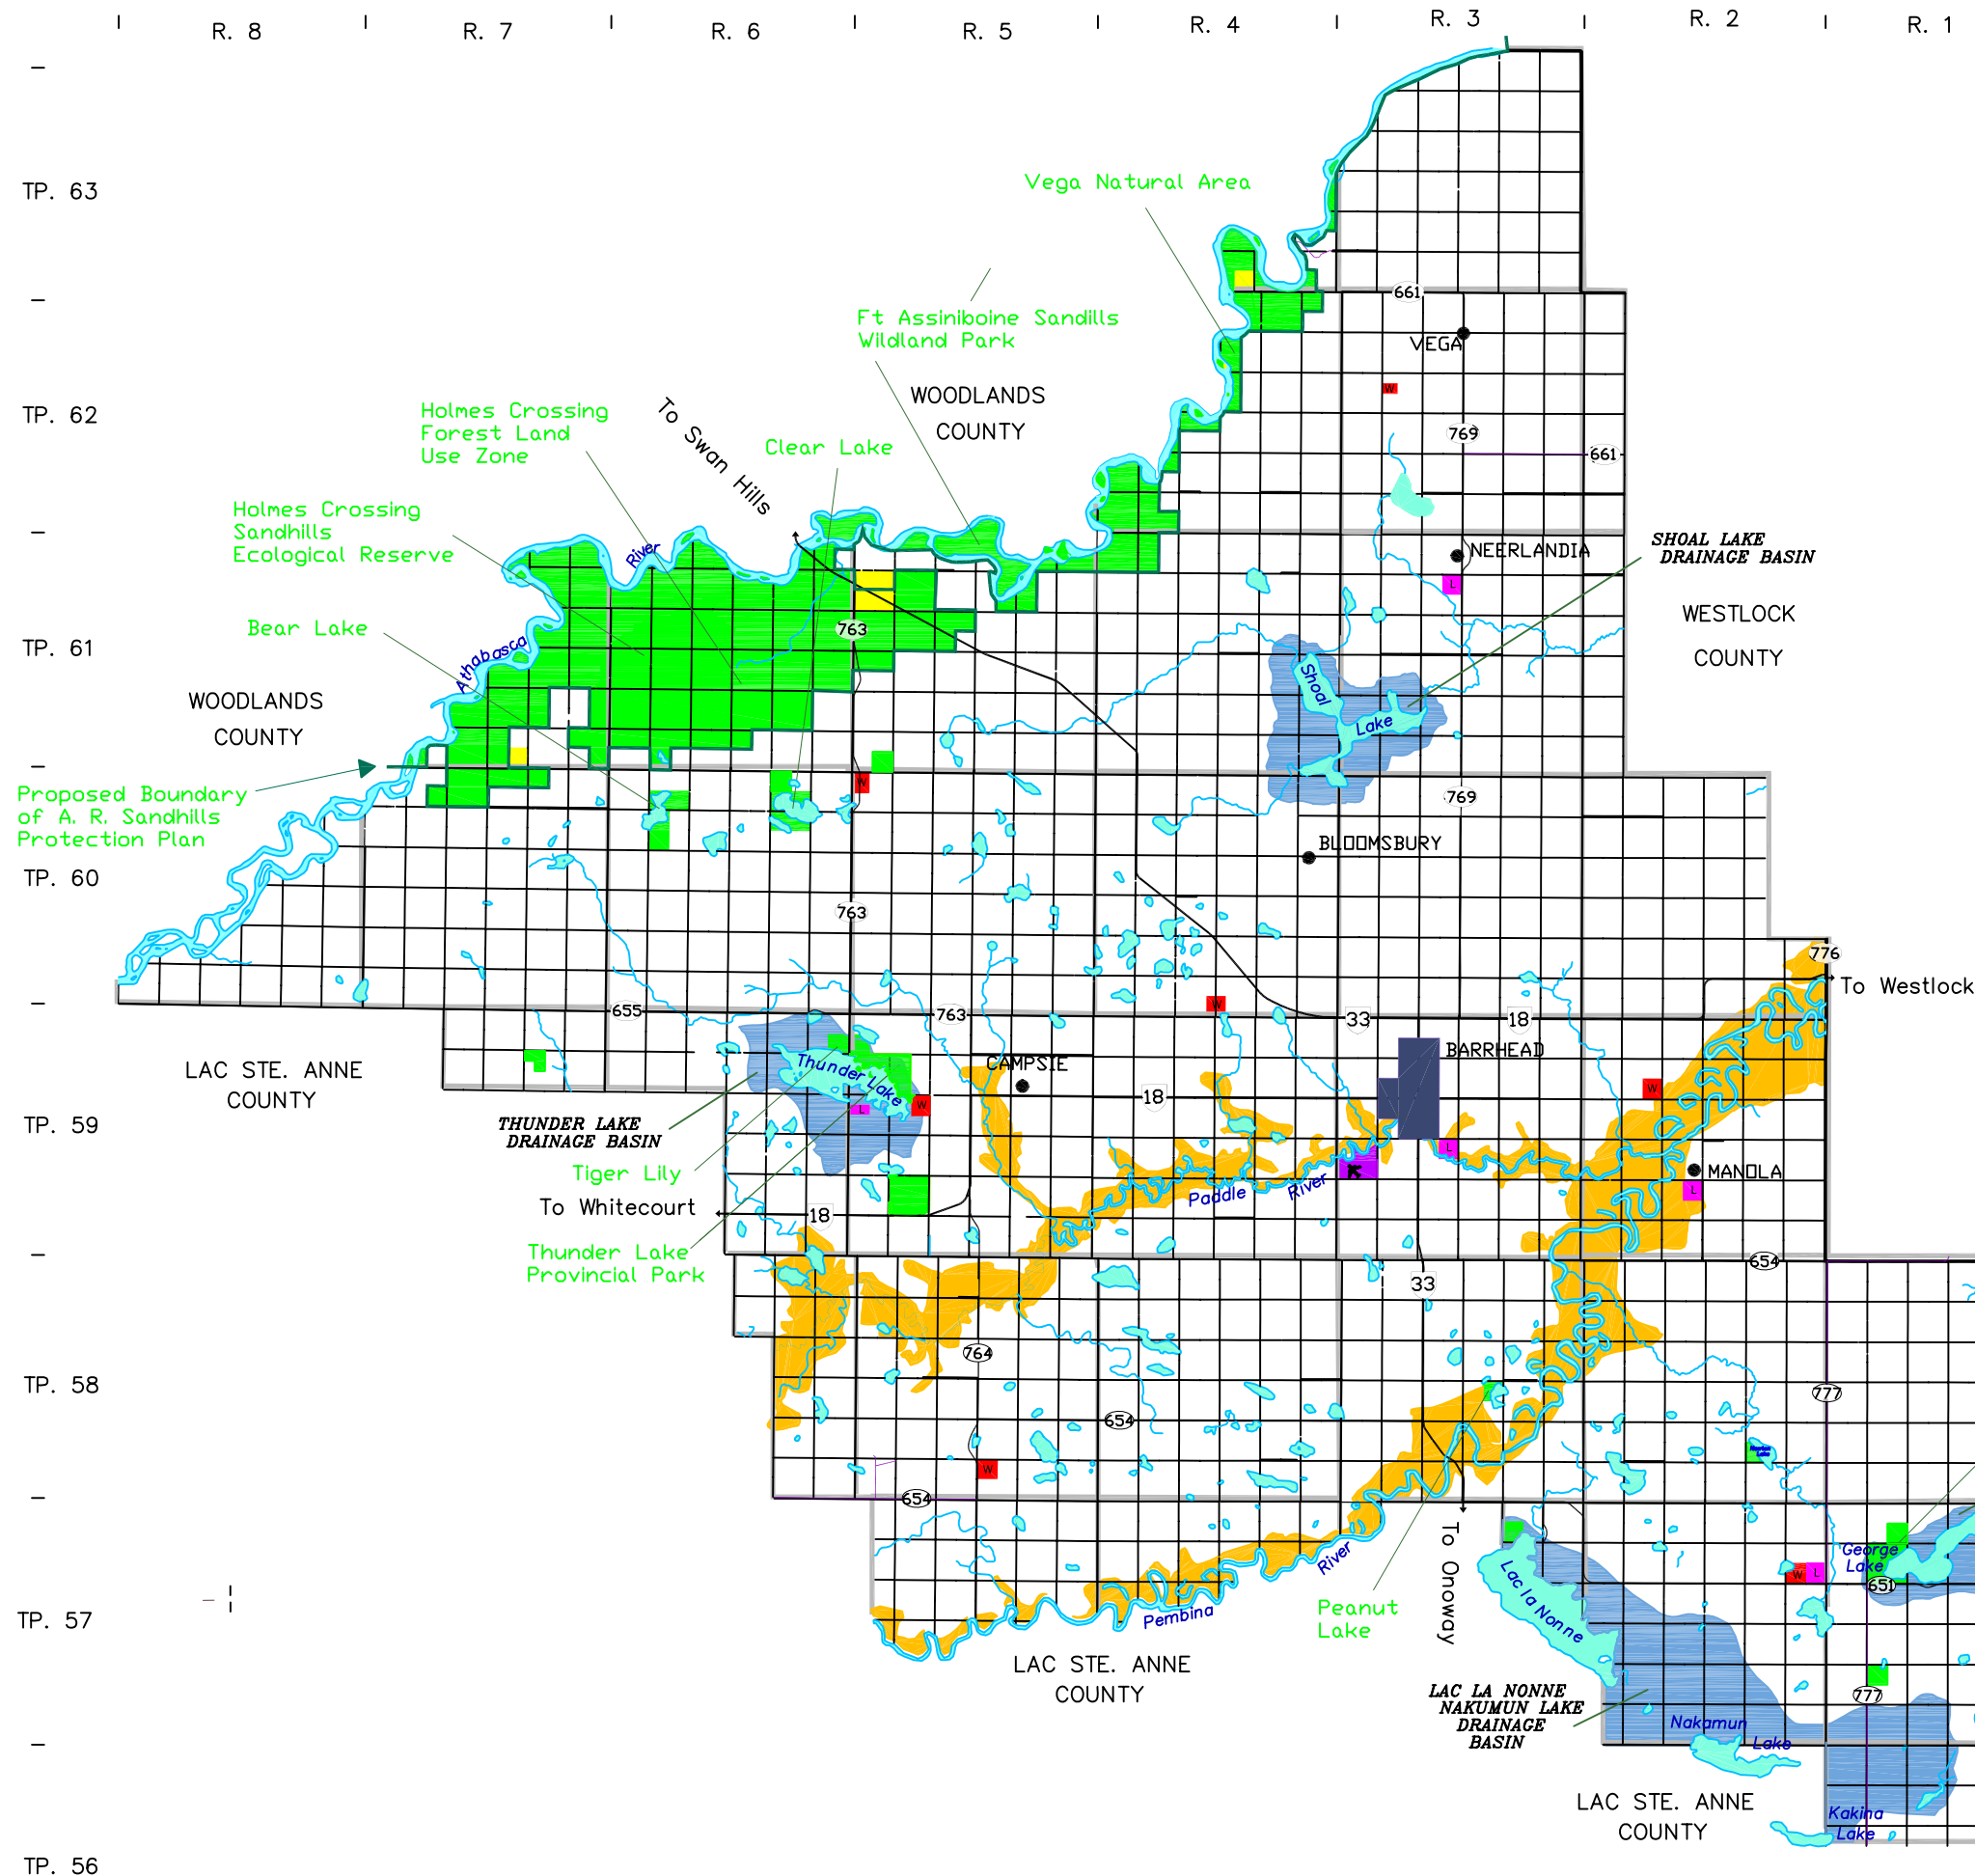 R. 8
R. 7
R. 6
R. 5
R. 4
R. 3
R. 2
R. 1
TP. 63
Vega Natural Area
661
Ft Assiniboine Sandills
Wildland Park
VEGA
W
TP. 62
WOODLANDS
COUNTY
Holmes Crossing
Forest Land
Use Zone
To Swan Hills
Clear Lake
769
661
Holmes Crossing
Sandhills
Ecological Reserve
River
SHOAL LAKE
DRAINAGE BASIN
NEERLANDIA
L
WESTLOCK
COUNTY
Bear Lake
763
TP. 61
Athabasca
Shoal
Lake
WOODLANDS
COUNTY
Proposed Boundary
of A. R. Sandhills
Protection Plan
W
769
BLOOMSBURY
TP. 60
763
776
To Westlock
W
655
763
33
18
BARRHEAD
CAMPSIE
LAC STE. ANNE
COUNTY
Thunder Lake
18
W
L
W
TP. 59
THUNDER LAKE
DRAINAGE BASIN
L
Tiger Lily
MANOLA
L
Paddle
River
To Whitecourt
18
Thunder Lake
Provincial Park
654
33
764
TP. 58
777
654
W
654
To Onoway
River
George
Lake
W
L
651
Lac la Nonne
Pembina
Peanut
Lake
TP. 57
LAC STE. ANNE
COUNTY
LAC LA NONNE
NAKUMUN LAKE
DRAINAGE
BASIN
777
Nakamun
Lake
LAC STE. ANNE
COUNTY
Kakina
Lake
TP. 56